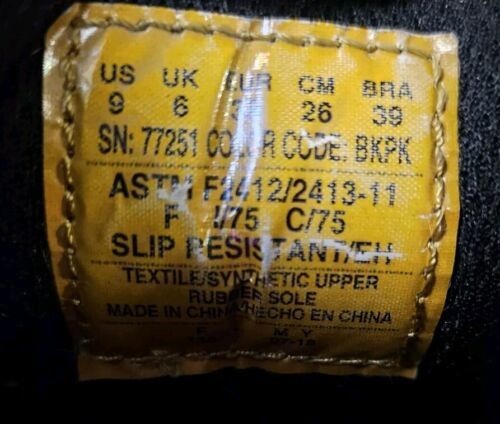 US UK EUR CM BRA
9 6 26 39
SN: 77251 COLOR CODE: BKPK
ASTM F2412/2413-11
F I/75 C/75
SLIP RESISTANT/EH
TEXTILE/SYNTHETIC UPPER
RUBBER SOLE
MADE IN CHINA/HECHO EN CHINA
F M Y